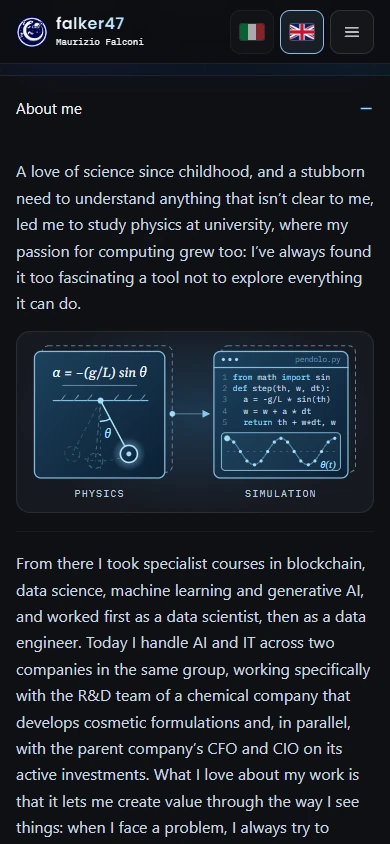 falker47
Maurizio Falconi
About me
A love of science since childhood, and a stubborn
need to understand anything that isn't clear to me,
led me to study physics at university, where my
passion for computing grew too: I've always found
it too fascinating a tool not to explore everything
it can do.
α = −(g/L) sin θ
θ
PHYSICS
pendolo.py
1 from math import sin
2 def step(th, w, dt):
3   a = -g/L * sin(th)
4   w = w + a * dt
5   return th + w*dt, w
θ(t)
SIMULATION
From there I took specialist courses in blockchain,
data science, machine learning and generative AI,
and worked first as a data scientist, then as a data
engineer. Today I handle AI and IT across two
companies in the same group, working specifically
with the R&D team of a chemical company that
develops cosmetic formulations and, in parallel,
with the parent company's CFO and CIO on its
active investments. What I love about my work is
that it lets me create value through the way I see
things: when I face a problem, I always try to